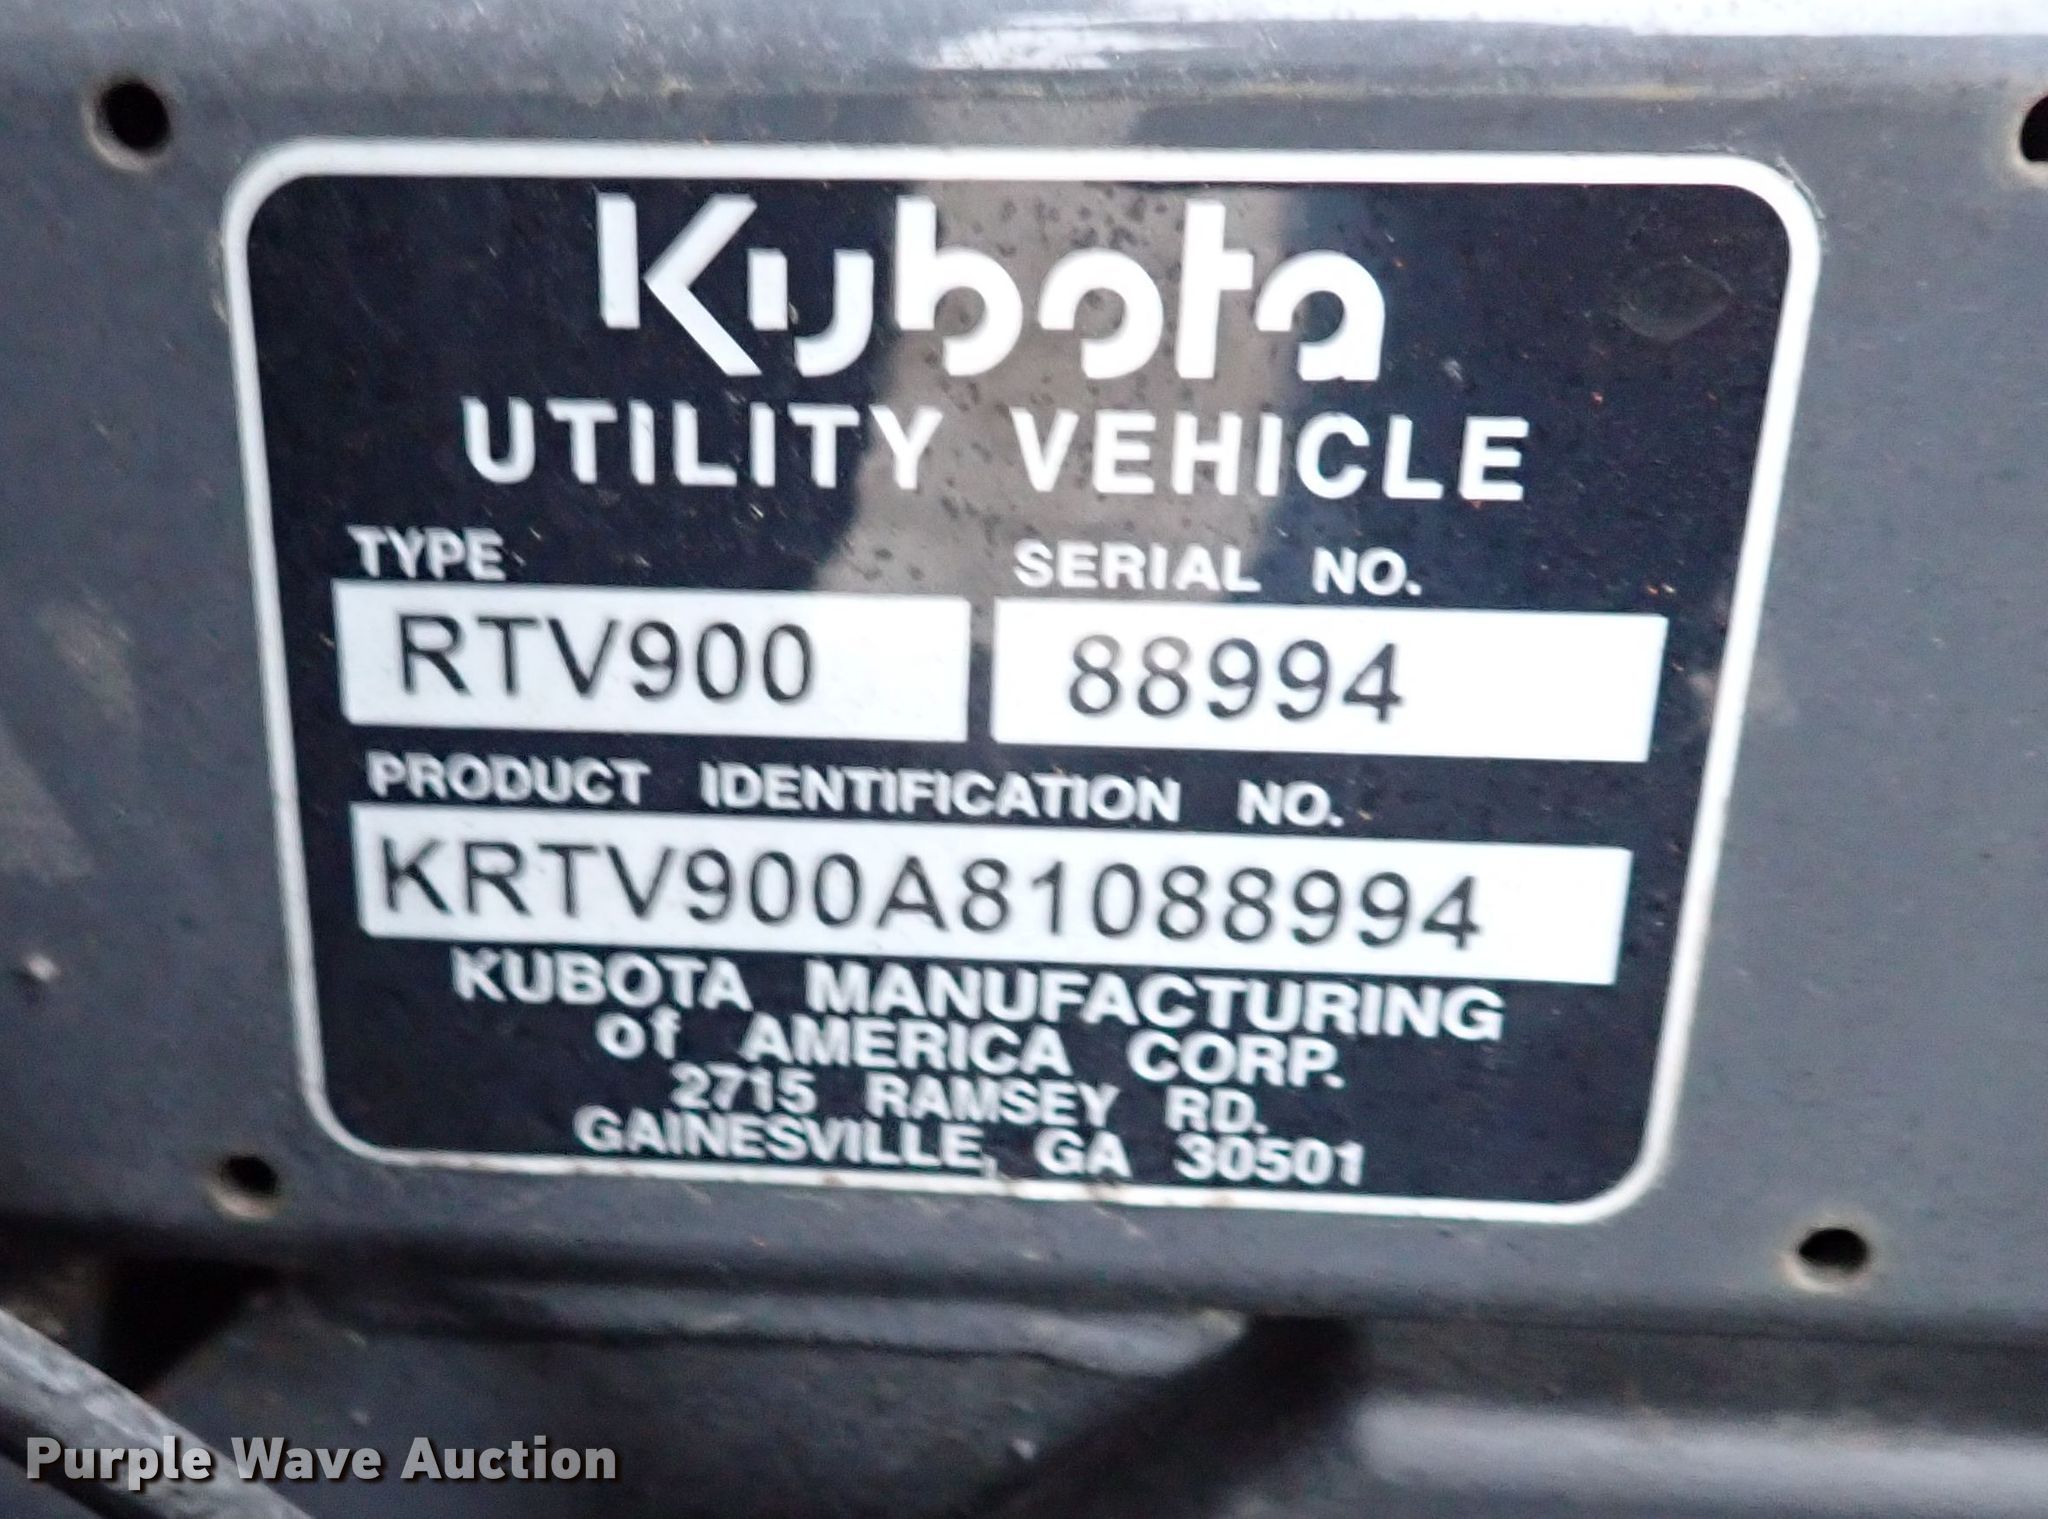 Kubota
UTILITY VEHICLE
TYPE SERIAL NO.
RTV900 88994
PRODUCT IDENTIFICATION NO.
KRTV900A81088994
KUBOTA MANUFACTURING
of AMERICA CORP.
2715 RAMSEY RD.
GAINESVILLE, GA 30501
Purple Wave Auction